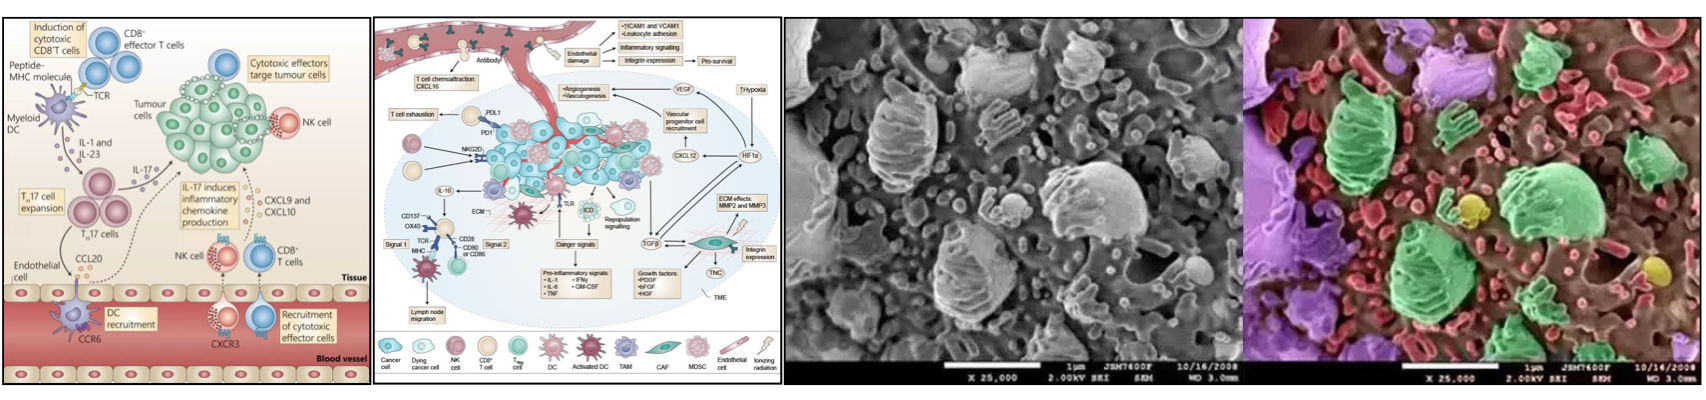 Induction of
cytotoxic
CD8+T cells
CD8+
effector T cells
Cytotoxic effectors
targe tumour cells
Peptide-
MHC molecule
TCR
Myeloid
DC
Tumour
cells
NK cell
IL-1 and
IL-23
IL-17
TH17 cell
expansion
IL-17 induces
inflammatory
chemokine
production
CXCL9 and
CXCL10
TH17 cells
NK cell
CD8+
T cells
Endothelial
cell
CCL20
Tissue
DC
recruitment
Recruitment
of cytotoxic
effector cells
CCR6
CXCR3
Blood vessel
•↑ICAM1 and VCAM1
•Leukocyte adhesion
Endothelial
damage
Inflammatory signalling
Integrin expression
Pro-survival
Antibody
T cell chemoattraction:
CXCL16
•Angiogenesis
•Vasculogenesis
VEGF
↑Hypoxia
T cell exhaustion
PDL1
PD1
Vascular
progenitor cell
recruitment
NKG2D
CXCL12
HIF1α
IL-10
ECM
TLR
ICD
Repopulation
signalling
ECM effects:
MMP2 and MMP3
CD137
OX40
TCR
MHC
CD28
CD80
or CD86
Signal 1
Signal 2
Danger signals
TGFβ
Integrin
expression
TNC
Pro-inflammatory signals:
• IL-1 • IFNγ
• IL-6 • GM-CSF
• TNF
Growth factors:
•PDGF
•bFGF
•HGF
TME
Lymph node
migration
Cancer
cell
Dying
cancer cell
NK
cell
CD8+
T cell
TReg
cell
DC
Activated DC
TAM
CAF
MDSC
Endothelial
cell
Ionizing
radiation
1µm JSM7600F 10/16/2008
X 25,000 2.00kV SEI SEM WD 3.0mm
1µm JSM7600F 10/16/2008
X 25,000 2.00kV SEI SEM WD 3.0mm